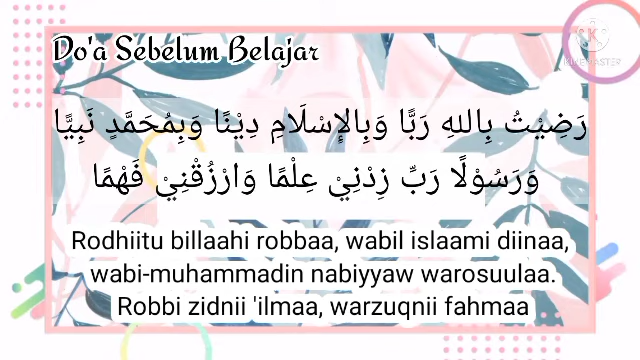 Do'a Sebelum Belajar
KINEMASTER
رَضِيْتُ بِاللهِ رَبًّا وَبِالإِسْلَامِ دِيْنًا وَبِمُحَمَّدٍ نَبِيًّا
وَرَسُوْلًا رَبِّ زِدْنِيْ عِلْمًا وَارْزُقْنِيْ فَهْمًا
Rodhiitu billaahi robbaa, wabil islaami diinaa,
wabi-muhammadin nabiyyaw warosuulaa.
Robbi zidnii 'ilmaa, warzuqnii fahmaa